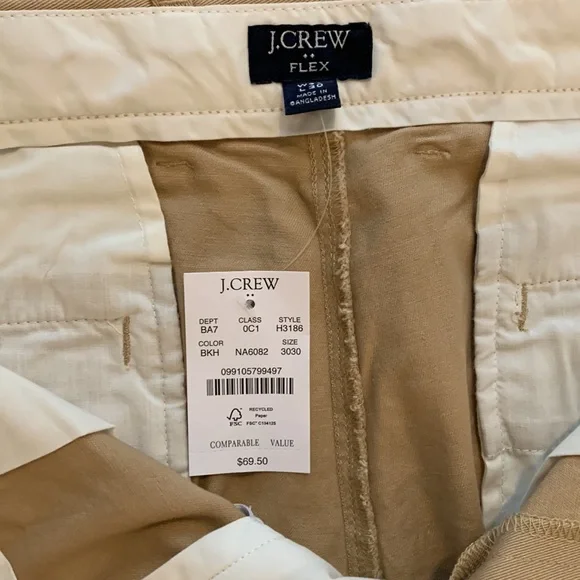 J.CREW
FLEX
MADE IN
BANGLADESH
J.CREW
DEPT CLASS STYLE
BA7 0C1 H3186
COLOR SIZE
BKH NA6082 3030
099105799497
FSC
RECYCLED
Paper
COMPARABLE VALUE
$69.50